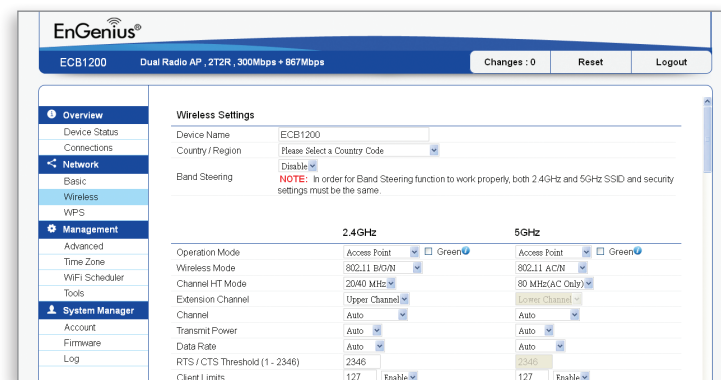 EnGenius®
ECB1200 Dual Radio AP , 2T2R , 300Mbps + 867Mbps Changes : 0 Reset Logout
Overview
Device Status
Connections
Network
Basic
Wireless
WPS
Management
Advanced
Time Zone
WiFi Scheduler
Tools
System Manager
Account
Firmware
Log
Wireless Settings
Device Name ECB1200
Country / Region Please Select a Country Code
Band Steering Disable
NOTE: In order for Band Steering function to work properly, both 2.4GHz and 5GHz SSID and security
settings must be the same.
2.4GHz 5GHz
Operation Mode Access Point Green Access Point Green
Wireless Mode 802.11 B/G/N 802.11 AC/N
Channel HT Mode 20/40 MHz 80 MHz(AC Only)
Extension Channel Upper Channel Lower Channel
Channel Auto Auto
Transmit Power Auto Auto
Data Rate Auto Auto
RTS / CTS Threshold (1 - 2346) 2346 2346
Client Limits 127 Enable 127 Enable